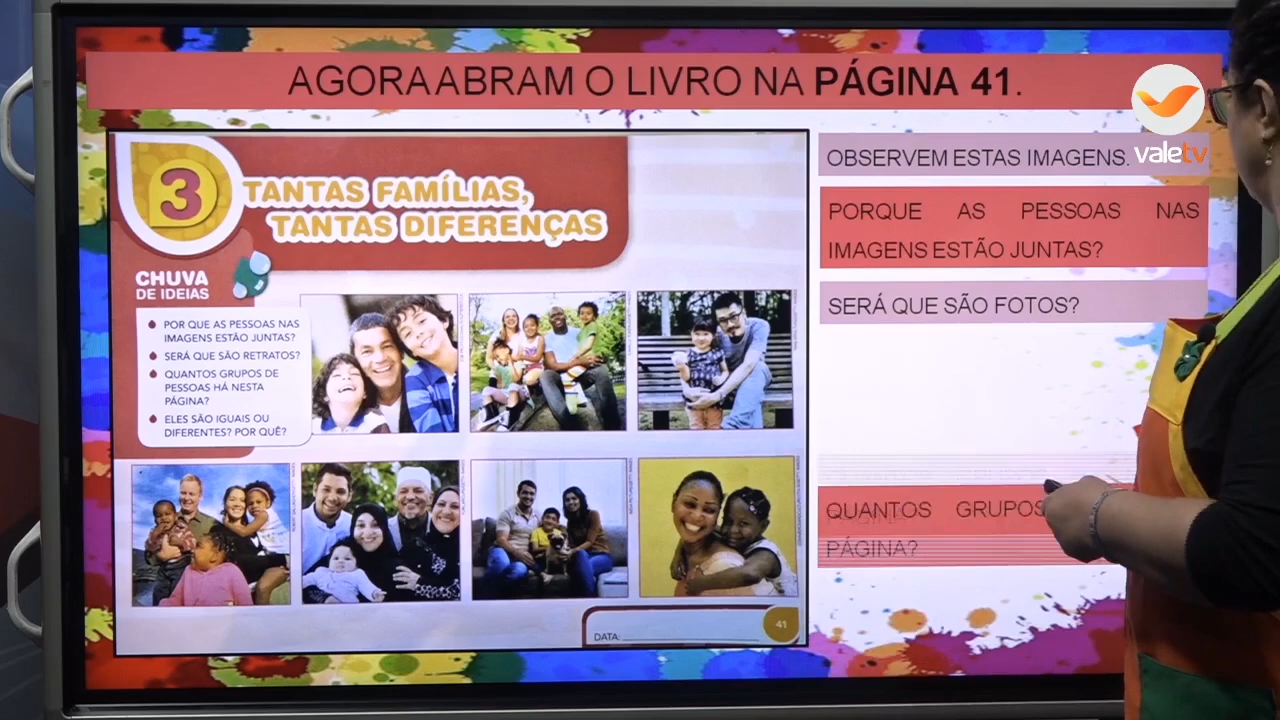 AGORA ABRAM O LIVRO NA PÁGINA 41.
valetv
3
TANTAS FAMÍLIAS,
TANTAS DIFERENÇAS
CHUVA
DE IDEIAS
POR QUE AS PESSOAS NAS
IMAGENS ESTÃO JUNTAS?
SERÁ QUE SÃO RETRATOS?
QUANTOS GRUPOS DE
PESSOAS HÁ NESTA
PÁGINA?
ELES SÃO IGUAIS OU
DIFERENTES? POR QUÊ?
DATA:
41
OBSERVEM ESTAS IMAGENS.
PORQUE AS PESSOAS NAS
IMAGENS ESTÃO JUNTAS?
SERÁ QUE SÃO FOTOS?
QUANTOS GRUPOS
PÁGINA?